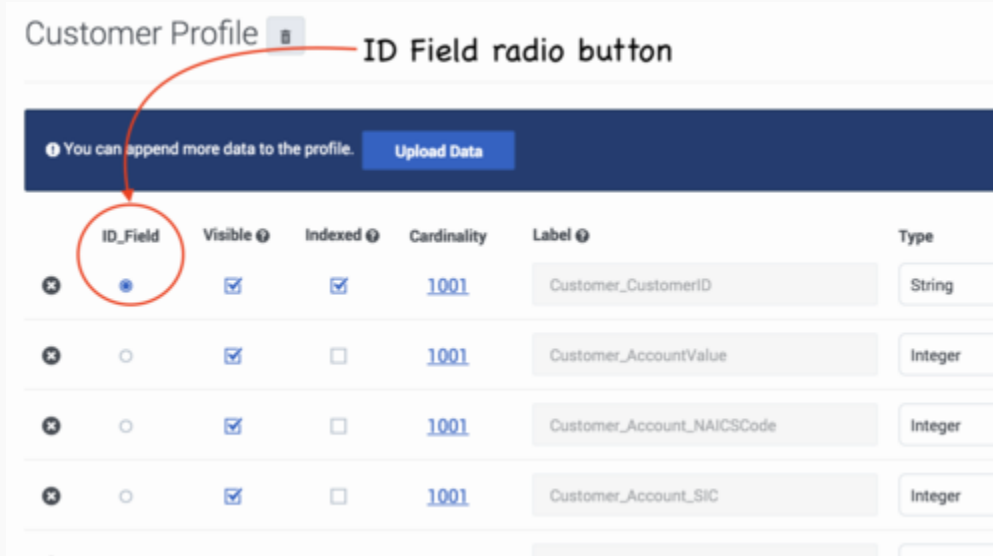 Customer Profile
ID Field radio button
You can append more data to the profile. Upload Data
ID_Field Visible Indexed Cardinality Label Type
1001 Customer_CustomerID String
1001 Customer_AccountValue Integer
1001 Customer_Account_NAICSCode Integer
1001 Customer_Account_SIC Integer